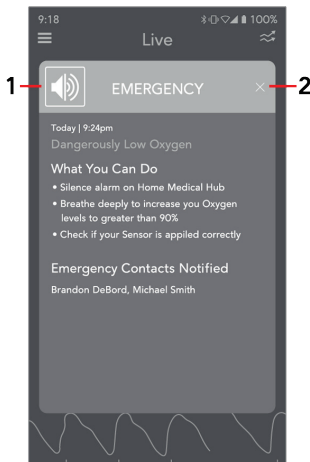 9:18
100%
Live
1
EMERGENCY
2
Today | 9:24pm
Dangerously Low Oxygen
What You Can Do
• Silence alarm on Home Medical Hub
• Breathe deeply to increase you Oxygen
levels to greater than 90%
• Check if your Sensor is appiled correctly
Emergency Contacts Notified
Brandon DeBord, Michael Smith